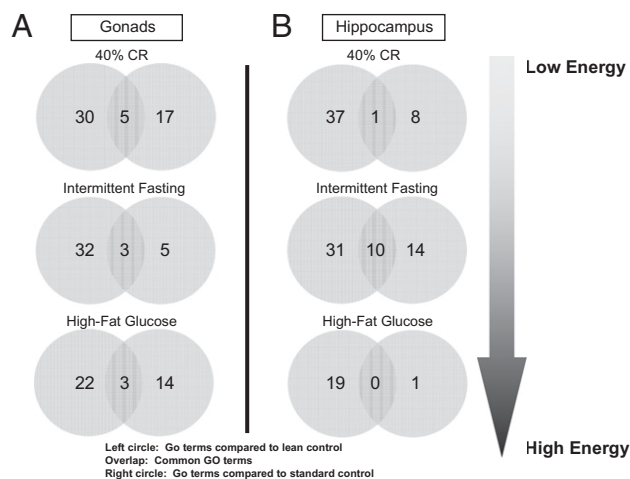 A
Gonads
40% CR
30 5 17
Intermittent Fasting
32 3 5
High-Fat Glucose
22 3 14
B
Hippocampus
40% CR
37 1 8
Intermittent Fasting
31 10 14
High-Fat Glucose
19 0 1
Low Energy
High Energy
Left circle: Go terms compared to lean control
Overlap: Common GO terms
Right circle: Go terms compared to standard control